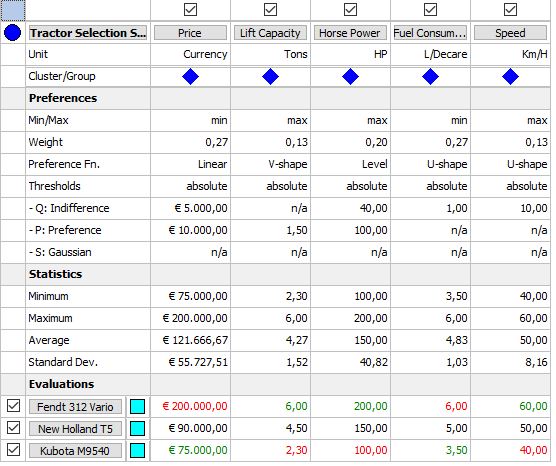 Tractor Selection S... Price Lift Capacity Horse Power Fuel Consum... Speed
Unit Currency Tons HP L/Decare Km/H
Cluster/Group
Preferences
Min/Max min max max min max
Weight 0,27 0,13 0,20 0,27 0,13
Preference Fn. Linear V-shape Level U-shape U-shape
Thresholds absolute absolute absolute absolute absolute
- Q: Indifference € 5.000,00 n/a 40,00 1,00 10,00
- P: Preference € 10.000,00 1,50 100,00 n/a n/a
- S: Gaussian n/a n/a n/a n/a n/a
Statistics
Minimum € 75.000,00 2,30 100,00 3,50 40,00
Maximum € 200.000,00 6,00 200,00 6,00 60,00
Average € 121.666,67 4,27 150,00 4,83 50,00
Standard Dev. € 55.727,51 1,52 40,82 1,03 8,16
Evaluations
Fendt 312 Vario € 200.000,00 6,00 200,00 6,00 60,00
New Holland T5 € 90.000,00 4,50 150,00 5,00 50,00
Kubota M9540 € 75.000,00 2,30 100,00 3,50 40,00